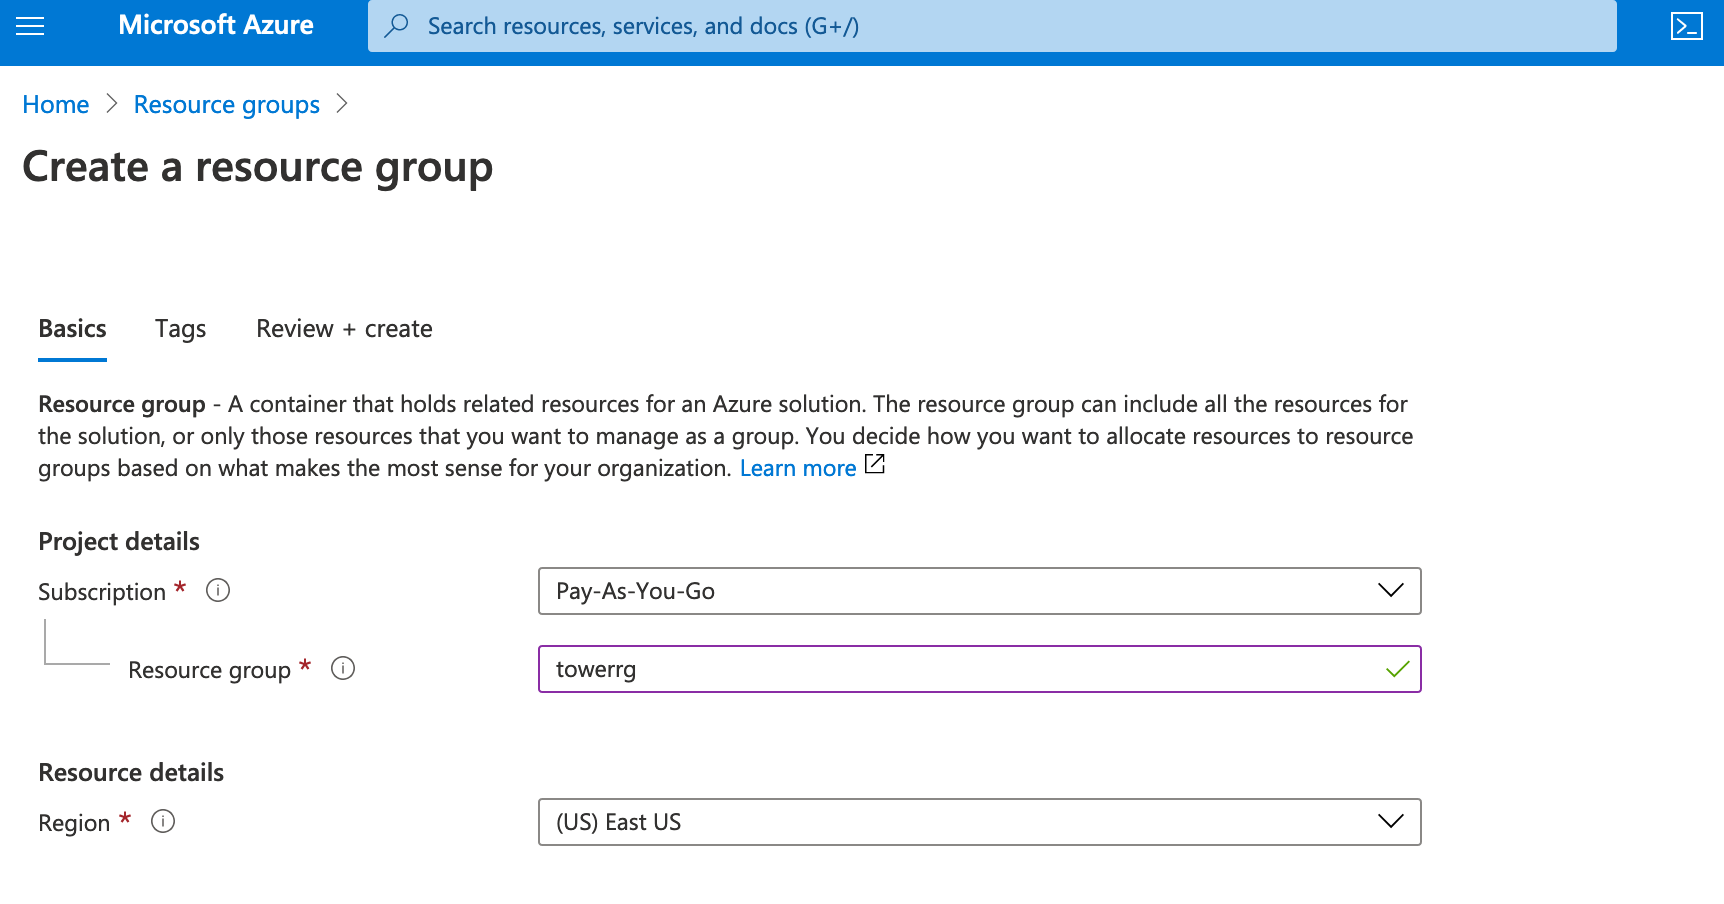 Microsoft Azure
Search resources, services, and docs (G+/)
Home > Resource groups >
Create a resource group
Basics Tags Review + create
Resource group - A container that holds related resources for an Azure solution. The resource group can include all the resources for
the solution, or only those resources that you want to manage as a group. You decide how you want to allocate resources to resource
groups based on what makes the most sense for your organization. Learn more
Project details
Subscription *
Pay-As-You-Go
Resource group *
towerrg
Resource details
Region *
(US) East US